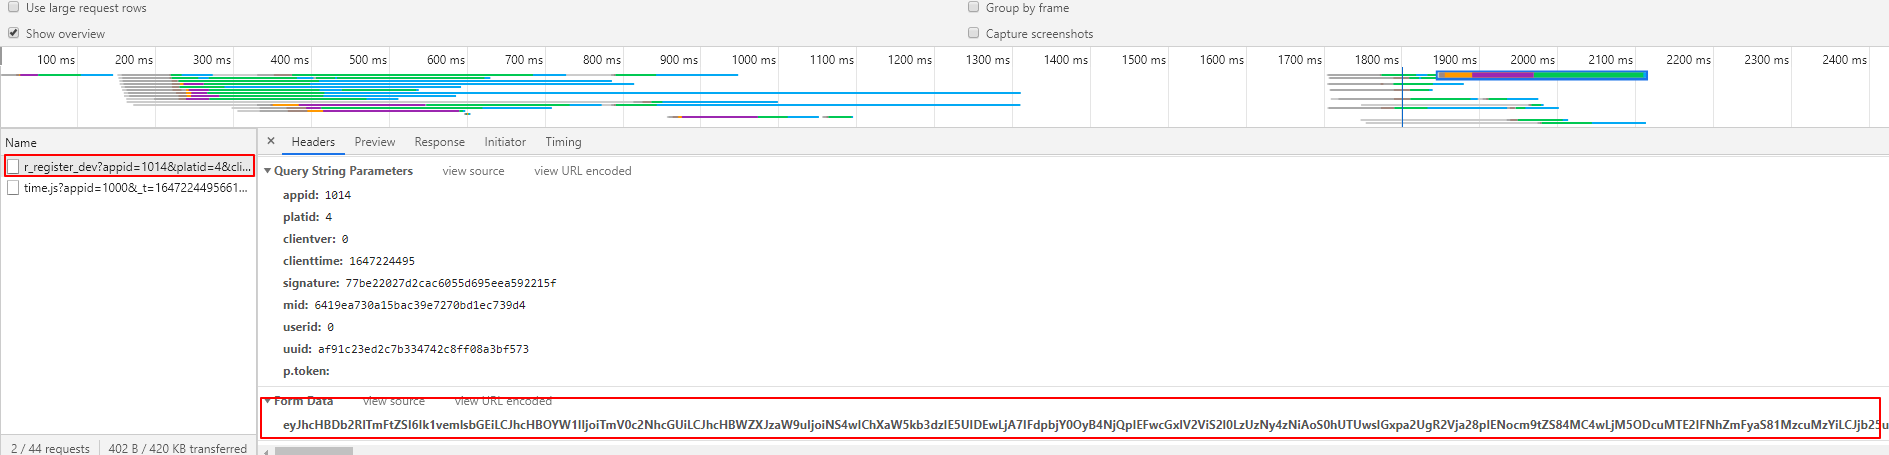 Use large request rows
Group by frame
Show overview
Capture screenshots
100 ms 200 ms 300 ms 400 ms 500 ms 600 ms 700 ms 800 ms 900 ms 1000 ms 1100 ms 1200 ms 1300 ms 1400 ms 1500 ms 1600 ms 1700 ms 1800 ms 1900 ms 2000 ms 2100 ms 2200 ms 2300 ms 2400 ms
Name
× Headers Preview Response Initiator Timing
r_register_dev?appid=1014&platid=4&cli...
time.js?appid=1000&_t=1647224495661...
Query String Parameters view source view URL encoded
appid: 1014
platid: 4
clientver: 0
clienttime: 1647224495
signature: 77be22027d2cac6055d695eea592215f
mid: 6419ea730a15bac39e7270bd1ec739d4
userid: 0
uuid: af91c23ed2c7b334742c8ff08a3bf573
p.token:
Form Data view source view URL encoded
2 / 44 requests 402 B / 420 KB transferred